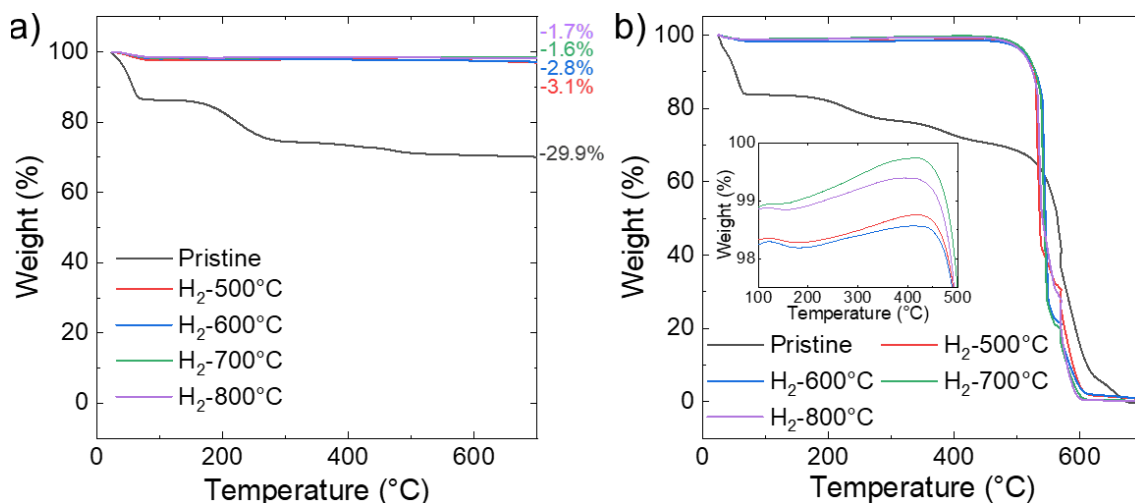 a)
Weight (%)
100
80
60
40
20
0
-1.7%
-1.6%
-2.8%
-3.1%
-29.9%
Pristine
H₂-500°C
H₂-600°C
H₂-700°C
H₂-800°C
0 200 400 600
Temperature (°C)
b)
Weight (%)
100
80
60
40
20
0
Weight (%)
100
99
98
100 200 300 400 500
Temperature (°C)
Pristine H₂-500°C
H₂-600°C H₂-700°C
H₂-800°C
0 200 400 600
Temperature (°C)